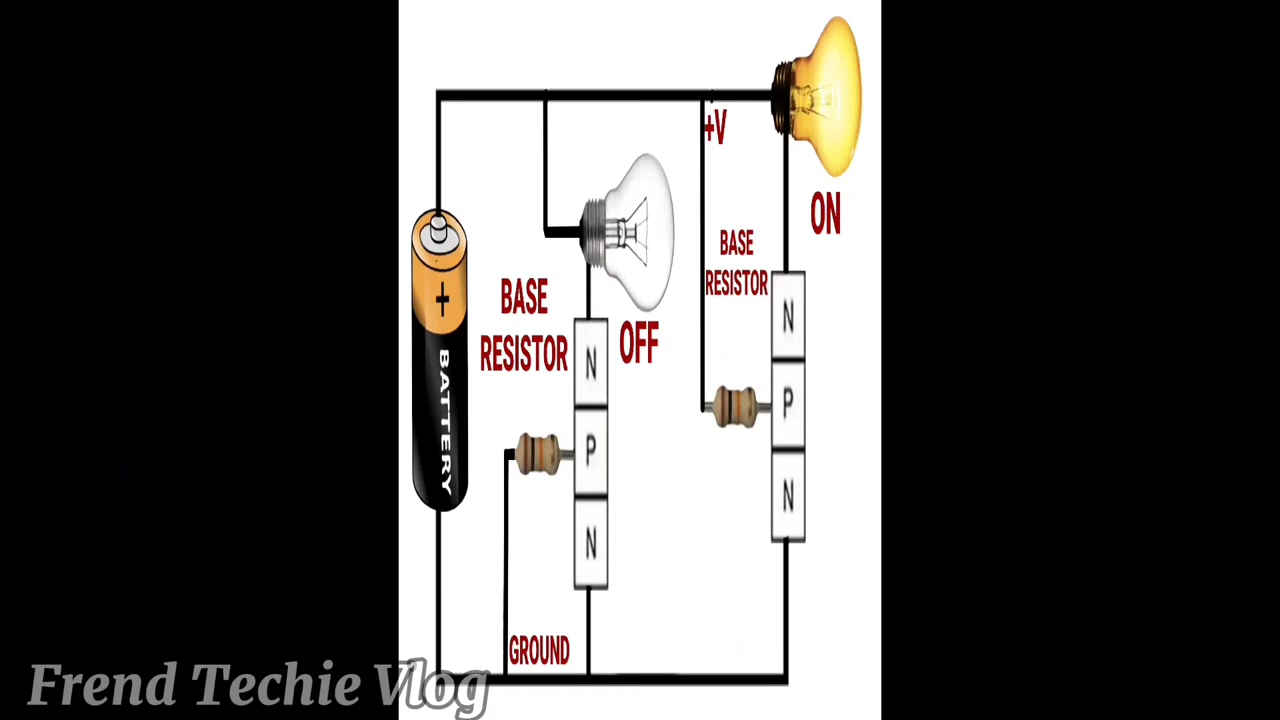 +V
ON
BASE
RESISTOR
+
BATTERY
BASE
RESISTOR
OFF
N
P
N
N
P
N
GROUND
Frend Techie Vlog